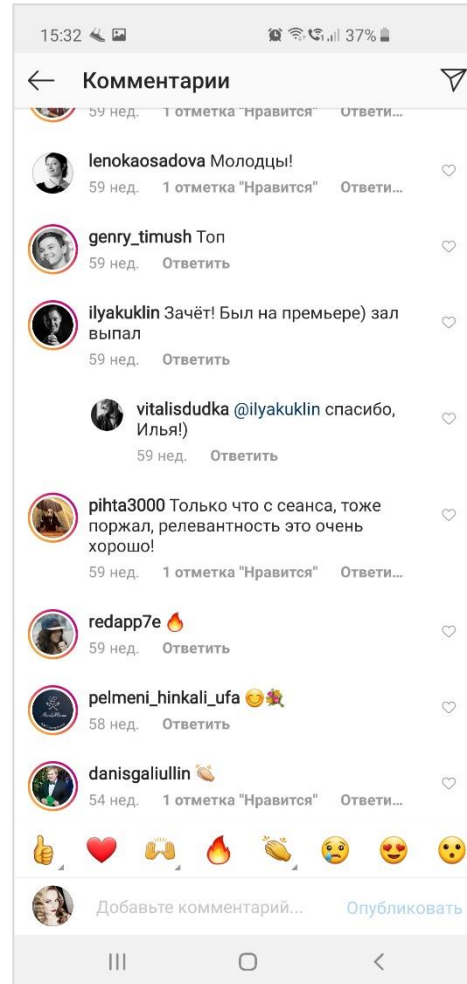 15:32 37%
Комментарии
59 нед. 1 отметка "Нравится" Ответи...
lenokaosadova Молодцы!
59 нед. 1 отметка "Нравится" Ответи...
genry_timush Топ
59 нед. Ответить
ilyakuklin Зачёт! Был на премьере) зал
выпал
59 нед. Ответить
vitalisdudka @ilyakuklin спасибо,
Илья!)
59 нед. Ответить
pihta3000 Только что с сеанса, тоже
поржал, релевантность это очень
хорошо!
59 нед. 1 отметка "Нравится" Ответи...
redapp7e 🔥
59 нед. Ответить
pelmeni_hinkali_ufa 😊💐
58 нед. Ответить
danisgaliullin 👏
54 нед. 1 отметка "Нравится" Ответи...
Добавьте комментарий... Опубликовать